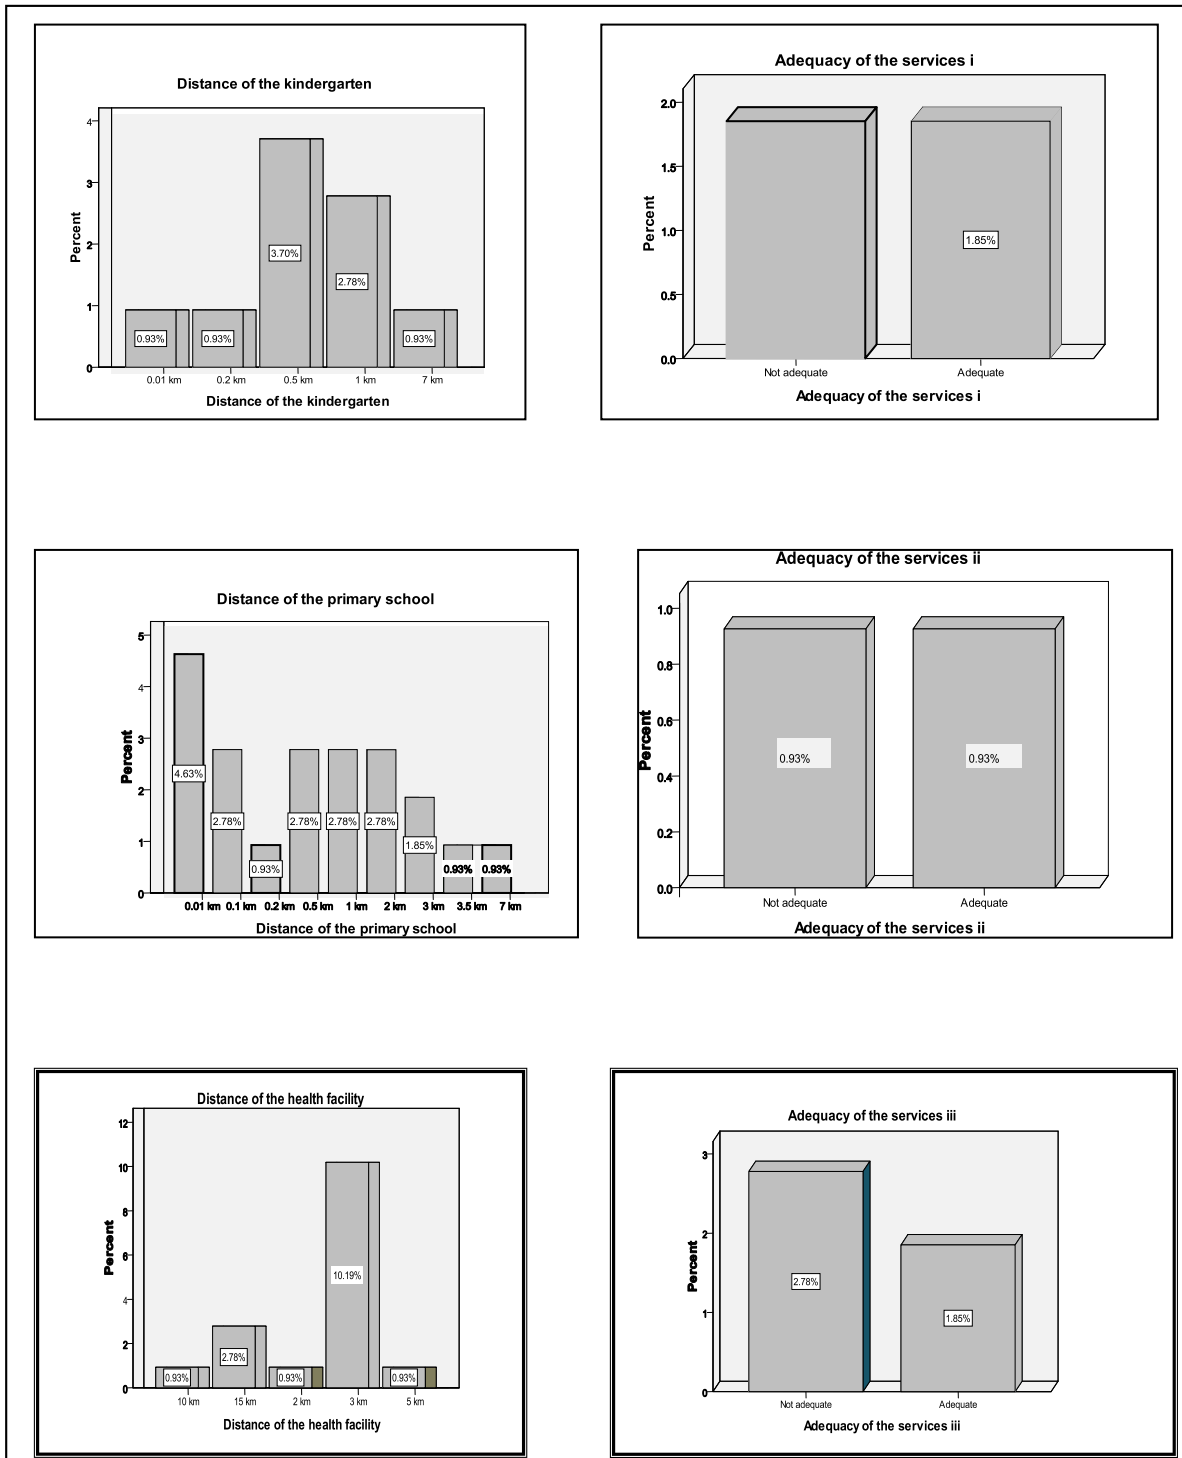 Distance of the kindergarten
Percent
4
3
2
1
0
3.70%
2.78%
0.93%
0.93%
0.93%
0.01 km 0.2 km 0.5 km 1 km 7 km
Distance of the kindergarten
Adequacy of the services i
Percent
2.0
1.5
1.0
0.5
0.0
1.85%
Not adequate Adequate
Adequacy of the services i
Distance of the primary school
Percent
5
4
3
2
1
0
4.63%
2.78%
0.93%
2.78%
2.78%
2.78%
1.85%
0.93%
0.93%
0.01 km 0.1 km 0.2 km 0.5 km 1 km 2 km 3 km 3.5 km 7 km
Distance of the primary school
Adequacy of the services ii
Percent
1.0
0.8
0.6
0.4
0.2
0.0
0.93%
0.93%
Not adequate Adequate
Adequacy of the services ii
Distance of the health facility
Percent
12
10
8
6
4
2
0
0.93%
2.78%
0.93%
10.19%
0.93%
10 km 15 km 2 km 3 km 5 km
Distance of the health facility
Adequacy of the services iii
Percent
3
2
1
0
2.78%
1.85%
Not adequate Adequate
Adequacy of the services iii